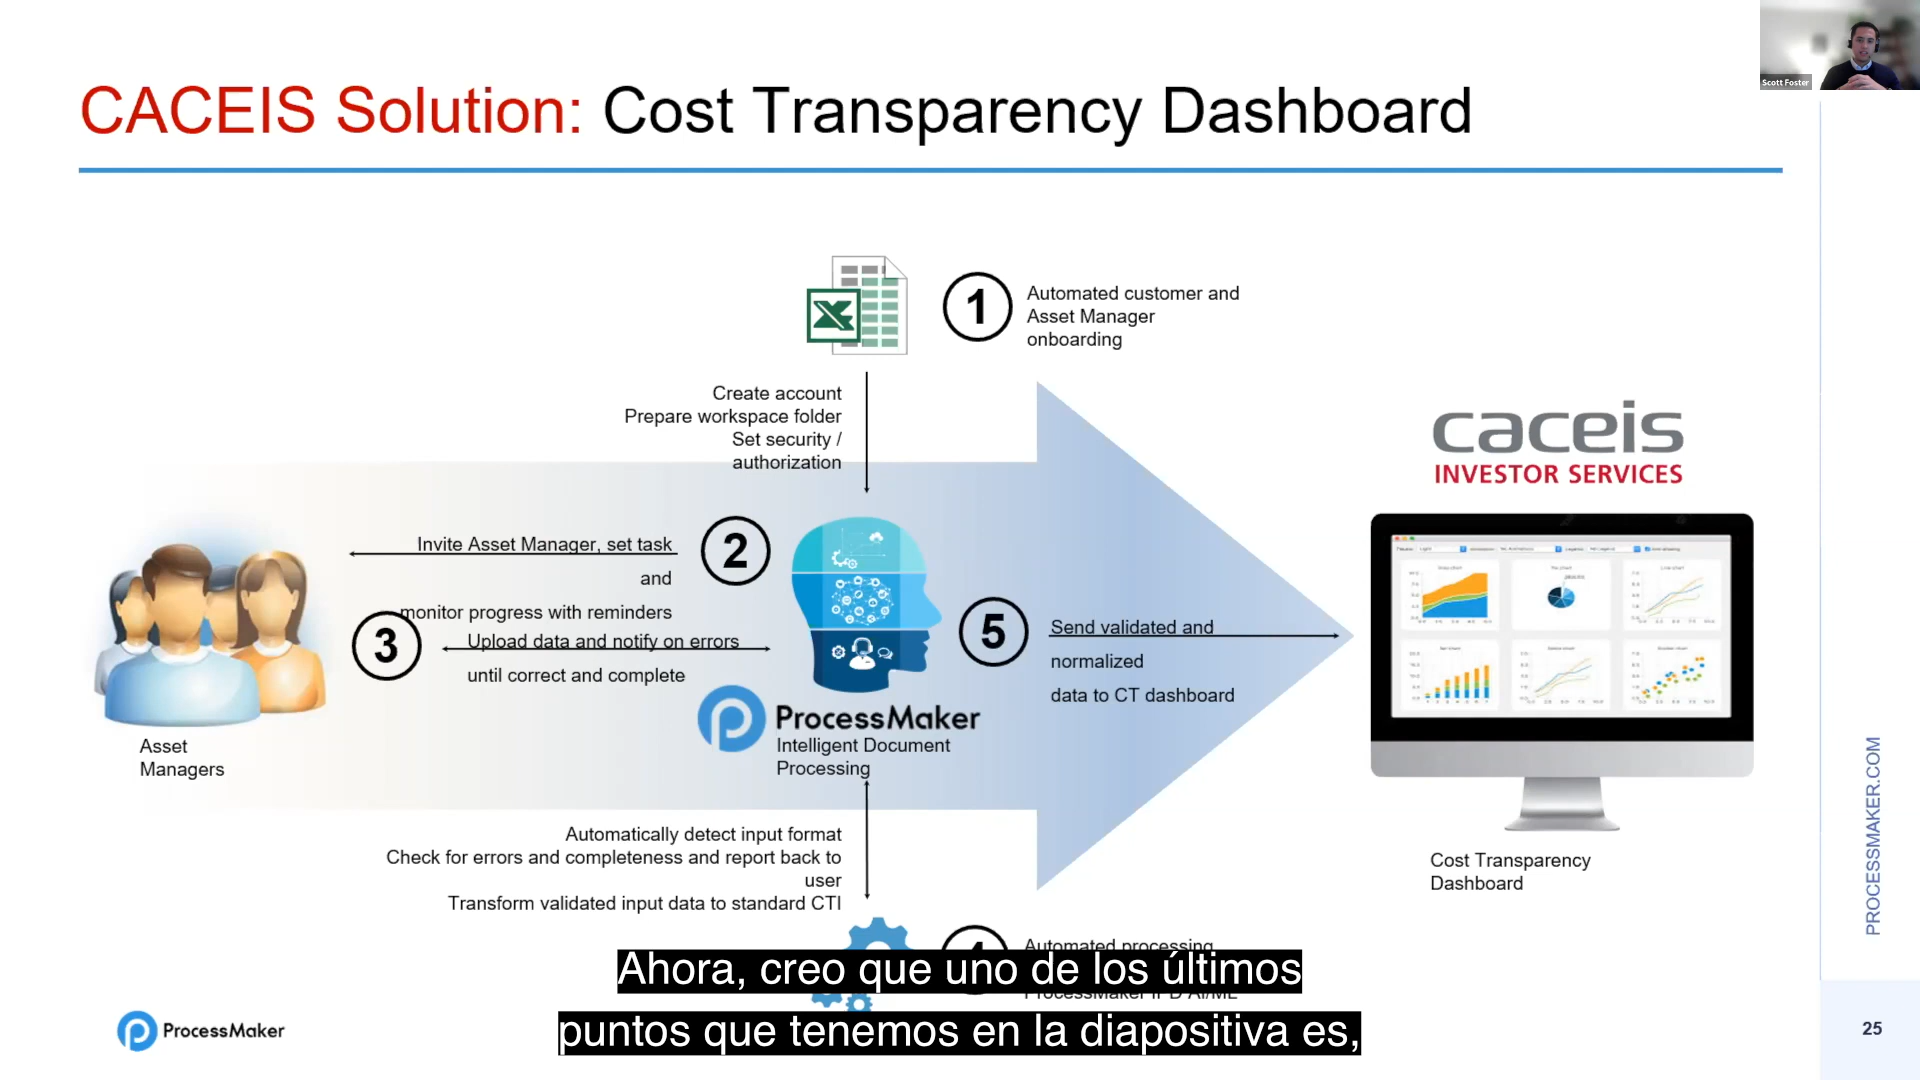 Scott Foster
CACEIS Solution: Cost Transparency Dashboard
1
Automated customer and
Asset Manager
onboarding
Create account
Prepare workspace folder
Set security /
authorization
caceis
INVESTOR SERVICES
2
Invite Asset Manager, set task
and
monitor progress with reminders
3
Upload data and notify on errors
until correct and complete
5
Send validated and
normalized
data to CT dashboard
ProcessMaker
Intelligent Document
Processing
Asset
Managers
Automatically detect input format
Check for errors and completeness and report back to
user
Transform validated input data to standard CTI
Cost Transparency
Dashboard
Automated processing
Ahora, creo que uno de los últimos
puntos que tenemos en la diapositiva es,
ProcessMaker
PROCESSMAKER.COM
25